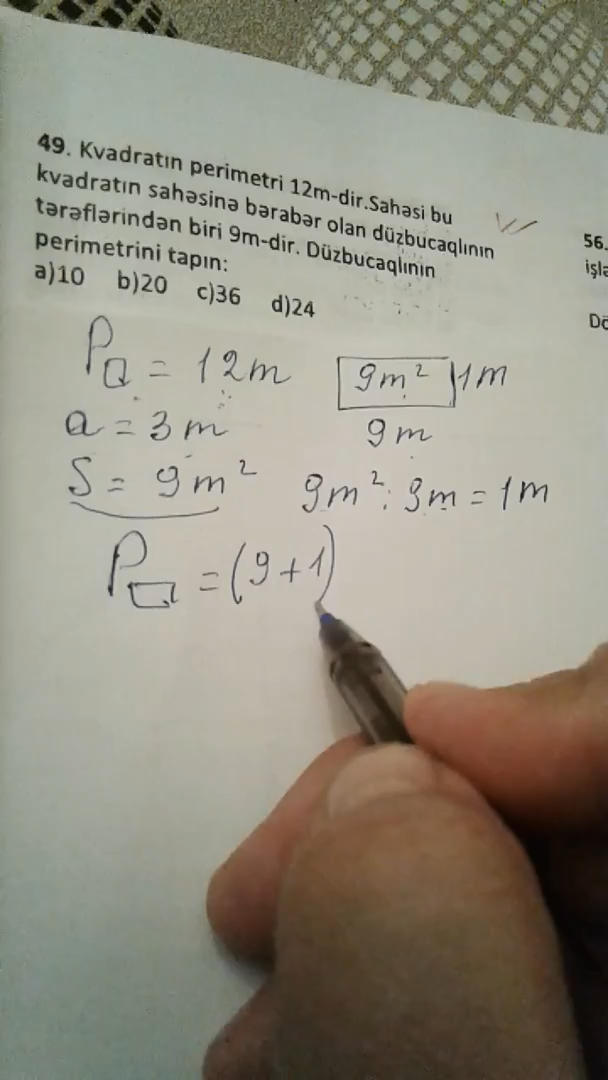 49. Kvadratın perimetri 12m-dir.Sahəsi bu
kvadratın sahəsinə bərabər olan düzbucaqlının
tərəflərindən biri 9m-dir. Düzbucaqlının
perimetrini tapın:
a)10 b)20 c)36 d)24
P□ = 12m
9m² 1m
a = 3m
9m
S = 9m²
9m² : 9m = 1m
P▭ = (9+1)
56.
işlə
Dö